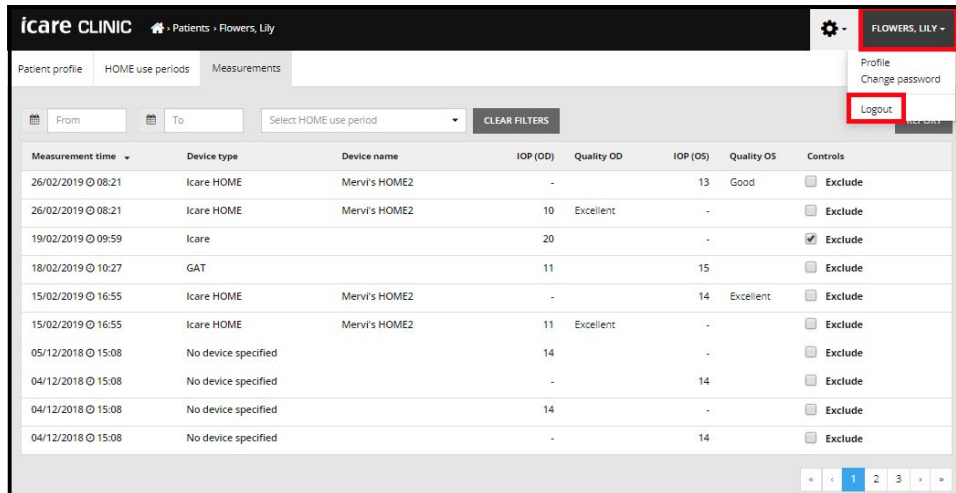 icare CLINIC › Patients › Flowers, Lily FLOWERS, LILY
Patient profile HOME use periods Measurements
Profile
Change password
Logout
From To Select HOME use period CLEAR FILTERS REPORT
Measurement time Device type Device name IOP (OD) Quality OD IOP (OS) Quality OS Controls
26/02/2019 08:21 Icare HOME Mervi's HOME2 - 13 Good Exclude
26/02/2019 08:21 Icare HOME Mervi's HOME2 10 Excellent - Exclude
19/02/2019 09:59 Icare 20 - Exclude
18/02/2019 10:27 GAT 11 15 Exclude
15/02/2019 16:55 Icare HOME Mervi's HOME2 - 14 Excellent Exclude
15/02/2019 16:55 Icare HOME Mervi's HOME2 11 Excellent - Exclude
05/12/2018 15:08 No device specified 14 - Exclude
04/12/2018 15:08 No device specified - 14 Exclude
04/12/2018 15:08 No device specified 14 - Exclude
04/12/2018 15:08 No device specified - 14 Exclude
« ‹ 1 2 3 › »